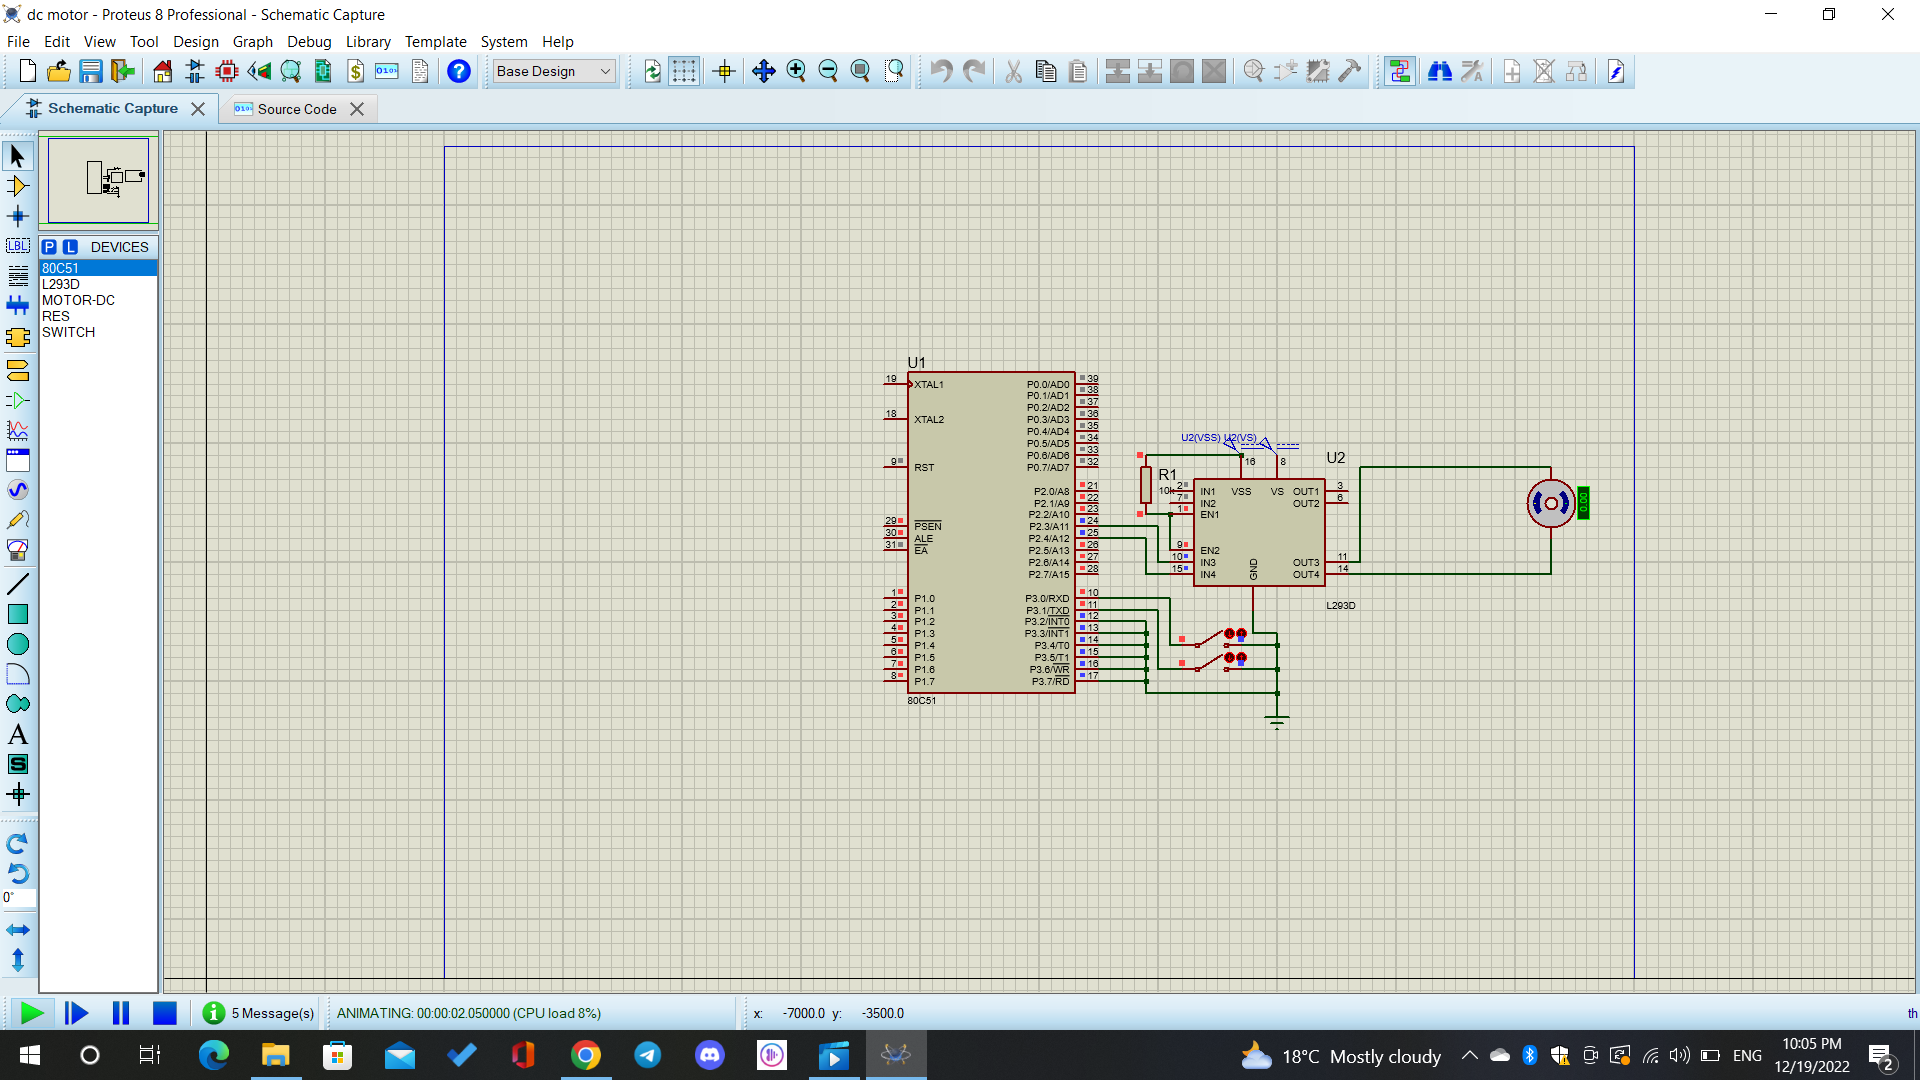 dc motor - Proteus 8 Professional - Schematic Capture
File Edit View Tool Design Graph Debug Library Template System Help
Base Design
Schematic Capture
Source Code
P L DEVICES
80C51
L293D
MOTOR-DC
RES
SWITCH
LBL
A
S
0°
U1
19 XTAL1
18 XTAL2
9 RST
29 PSEN
30 ALE
31 EA
1 P1.0
2 P1.1
3 P1.2
4 P1.3
5 P1.4
6 P1.5
7 P1.6
8 P1.7
P0.0/AD0 39
P0.1/AD1 38
P0.2/AD2 37
P0.3/AD3 36
P0.4/AD4 35
P0.5/AD5 34
P0.6/AD6 33
P0.7/AD7 32
P2.0/A8 21
P2.1/A9 22
P2.2/A10 23
P2.3/A11 24
P2.4/A12 25
P2.5/A13 26
P2.6/A14 27
P2.7/A15 28
P3.0/RXD 10
P3.1/TXD 11
P3.2/INT0 12
P3.3/INT1 13
P3.4/T0 14
P3.5/T1 15
P3.6/WR 16
P3.7/RD 17
80C51
U2(VSS) U2(VS)
16 8
U2
R1
10k
2 IN1 VSS VS OUT1 3
7 IN2 OUT2 6
1 EN1
9 EN2
10 IN3 OUT3 11
15 IN4 OUT4 14
GND
L293D
0.00
5 Message(s)
ANIMATING: 00:00:02.050000 (CPU load 8%)
x: -7000.0 y: -3500.0
th
18°C Mostly cloudy
ENG
10:05 PM
12/19/2022
2